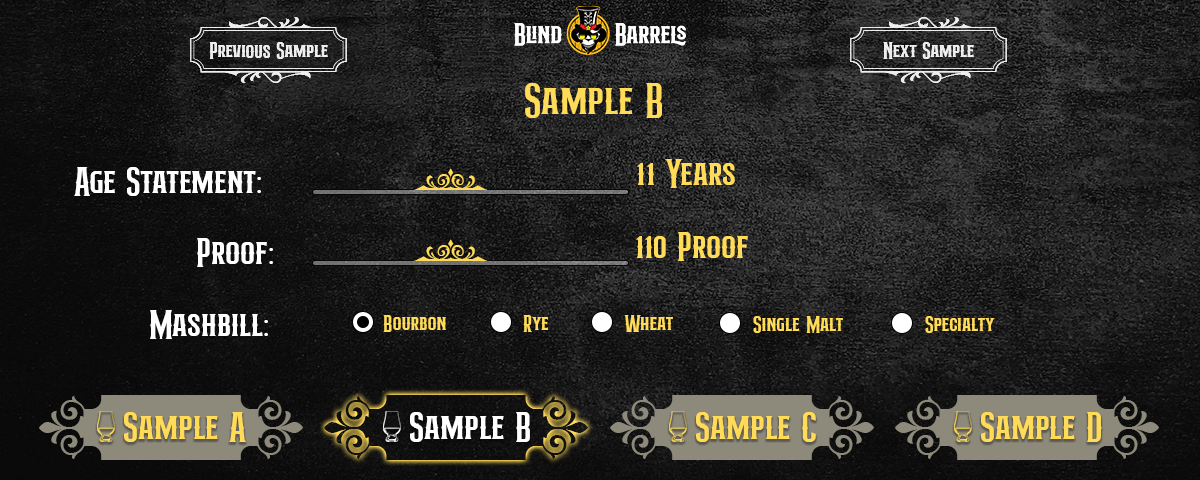 Previous Sample
Blind Barrels
Next Sample
Sample B
Age Statement: 11 Years
Proof: 110 Proof
Mashbill: Bourbon Rye Wheat Single Malt Specialty
Sample A Sample B Sample C Sample D